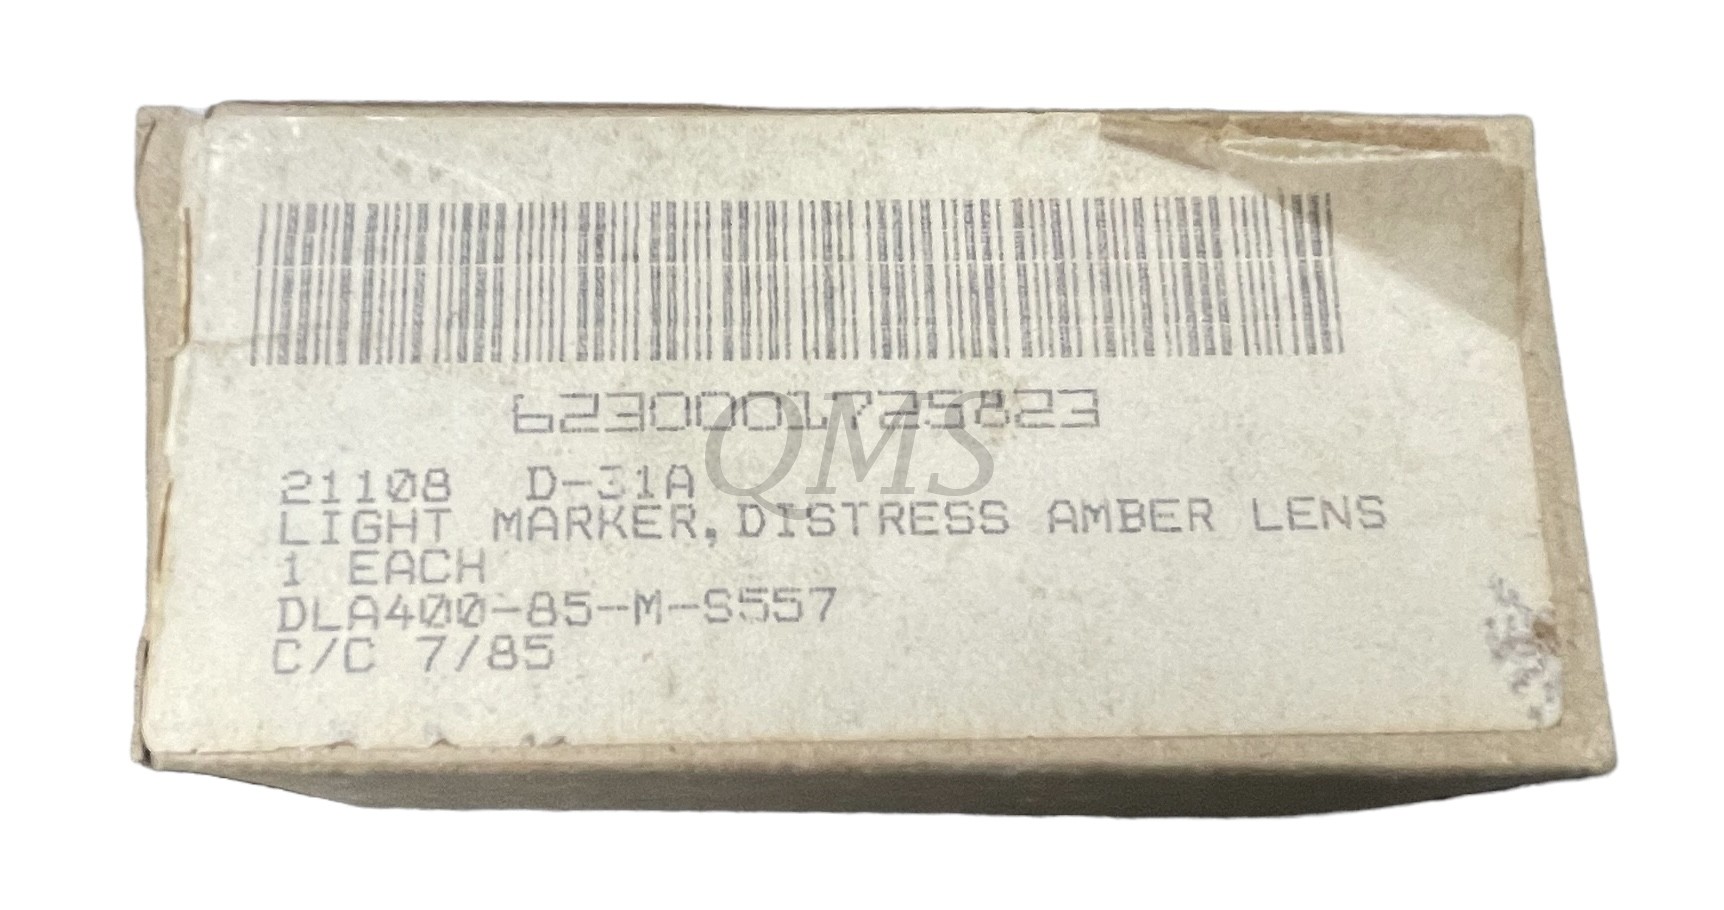 6230001725823
QMS
21108 D-31A
LIGHT MARKER, DISTRESS AMBER LENS
1 EACH
DLA400-85-M-S557
C/C 7/85